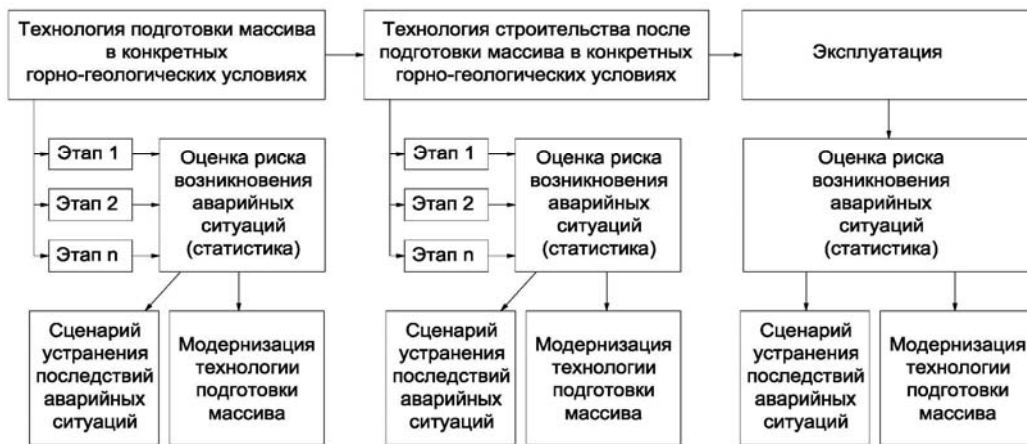 Технология подготовки массива
в конкретных
горно-геологических условиях
Технология строительства после
подготовки массива в конкретных
горно-геологических условиях
Эксплуатация
Этап 1
Этап 2
Этап n
Оценка риска
возникновения
аварийных
ситуаций
(статистика)
Этап 1
Этап 2
Этап n
Оценка риска
возникновения
аварийных
ситуаций
(статистика)
Оценка риска
возникновения
аварийных
ситуаций
(статистика)
Сценарий
устранения
последствий
аварийных
ситуаций
Модернизация
технологии
подготовки
массива
Сценарий
устранения
последствий
аварийных
ситуаций
Модернизация
технологии
подготовки
массива
Сценарий
устранения
последствий
аварийных
ситуаций
Модернизация
технологии
подготовки
массива